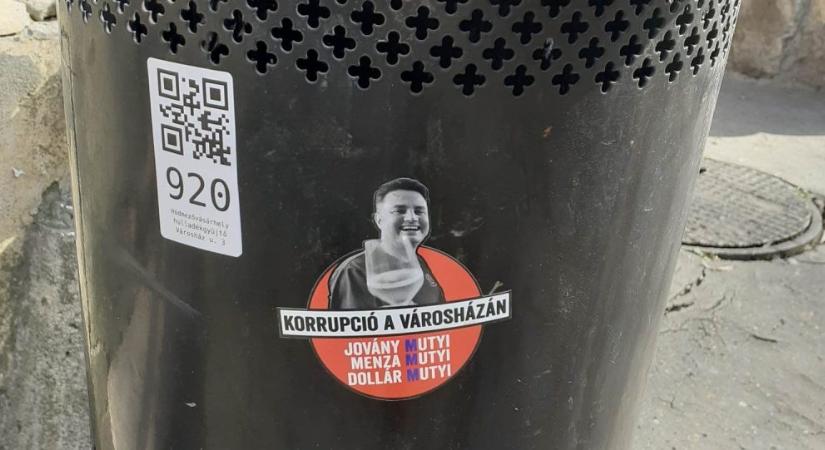 920
Hódmezővásárhely
hulladékgyűjtő
Városház u. 3
KORRUPCIÓ A VÁROSHÁZÁN
JOVÁNY MUTYI
MENZA MUTYI
DOLLÁR MUTYI